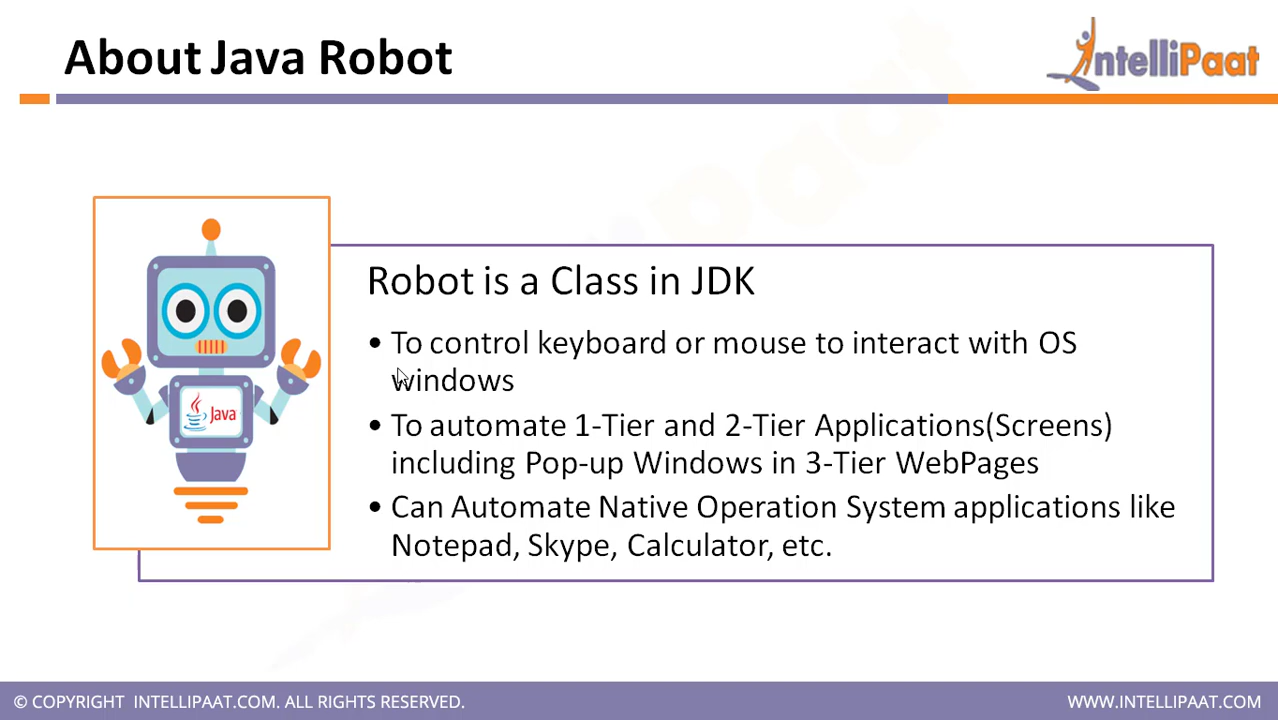 About Java Robot
IntelliPaat
Robot is a Class in JDK
• To control keyboard or mouse to interact with OS
windows
• To automate 1-Tier and 2-Tier Applications(Screens)
including Pop-up Windows in 3-Tier WebPages
• Can Automate Native Operation System applications like
Notepad, Skype, Calculator, etc.
Java
© COPYRIGHT INTELLIPAAT.COM. ALL RIGHTS RESERVED.
WWW.INTELLIPAAT.COM